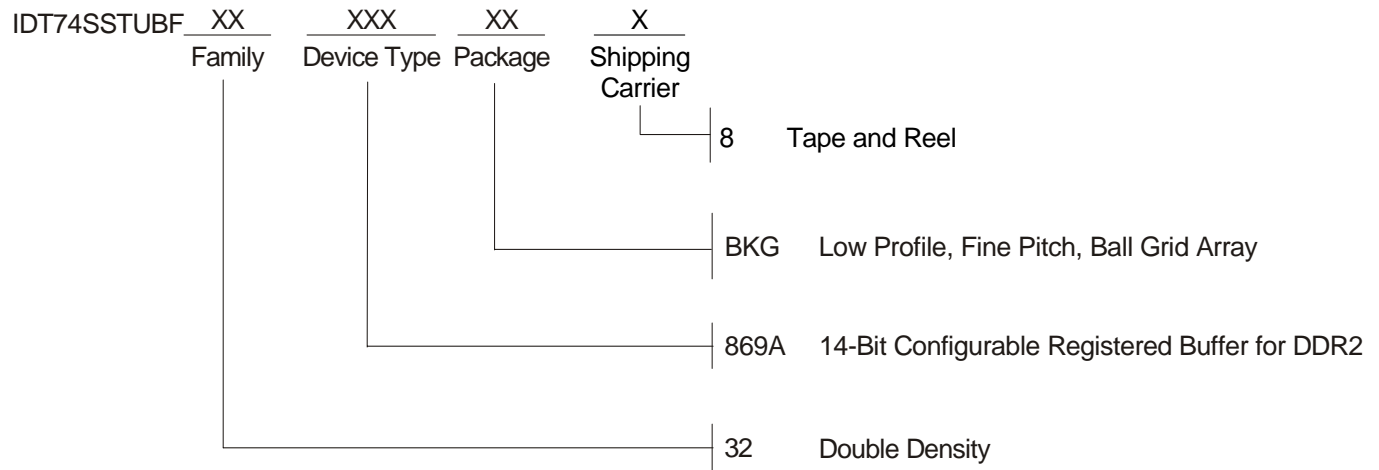 IDT74SSTUBF XX XXX XX X
Family Device Type Package Shipping
Carrier
8 Tape and Reel
BKG Low Profile, Fine Pitch, Ball Grid Array
869A 14-Bit Configurable Registered Buffer for DDR2
32 Double Density